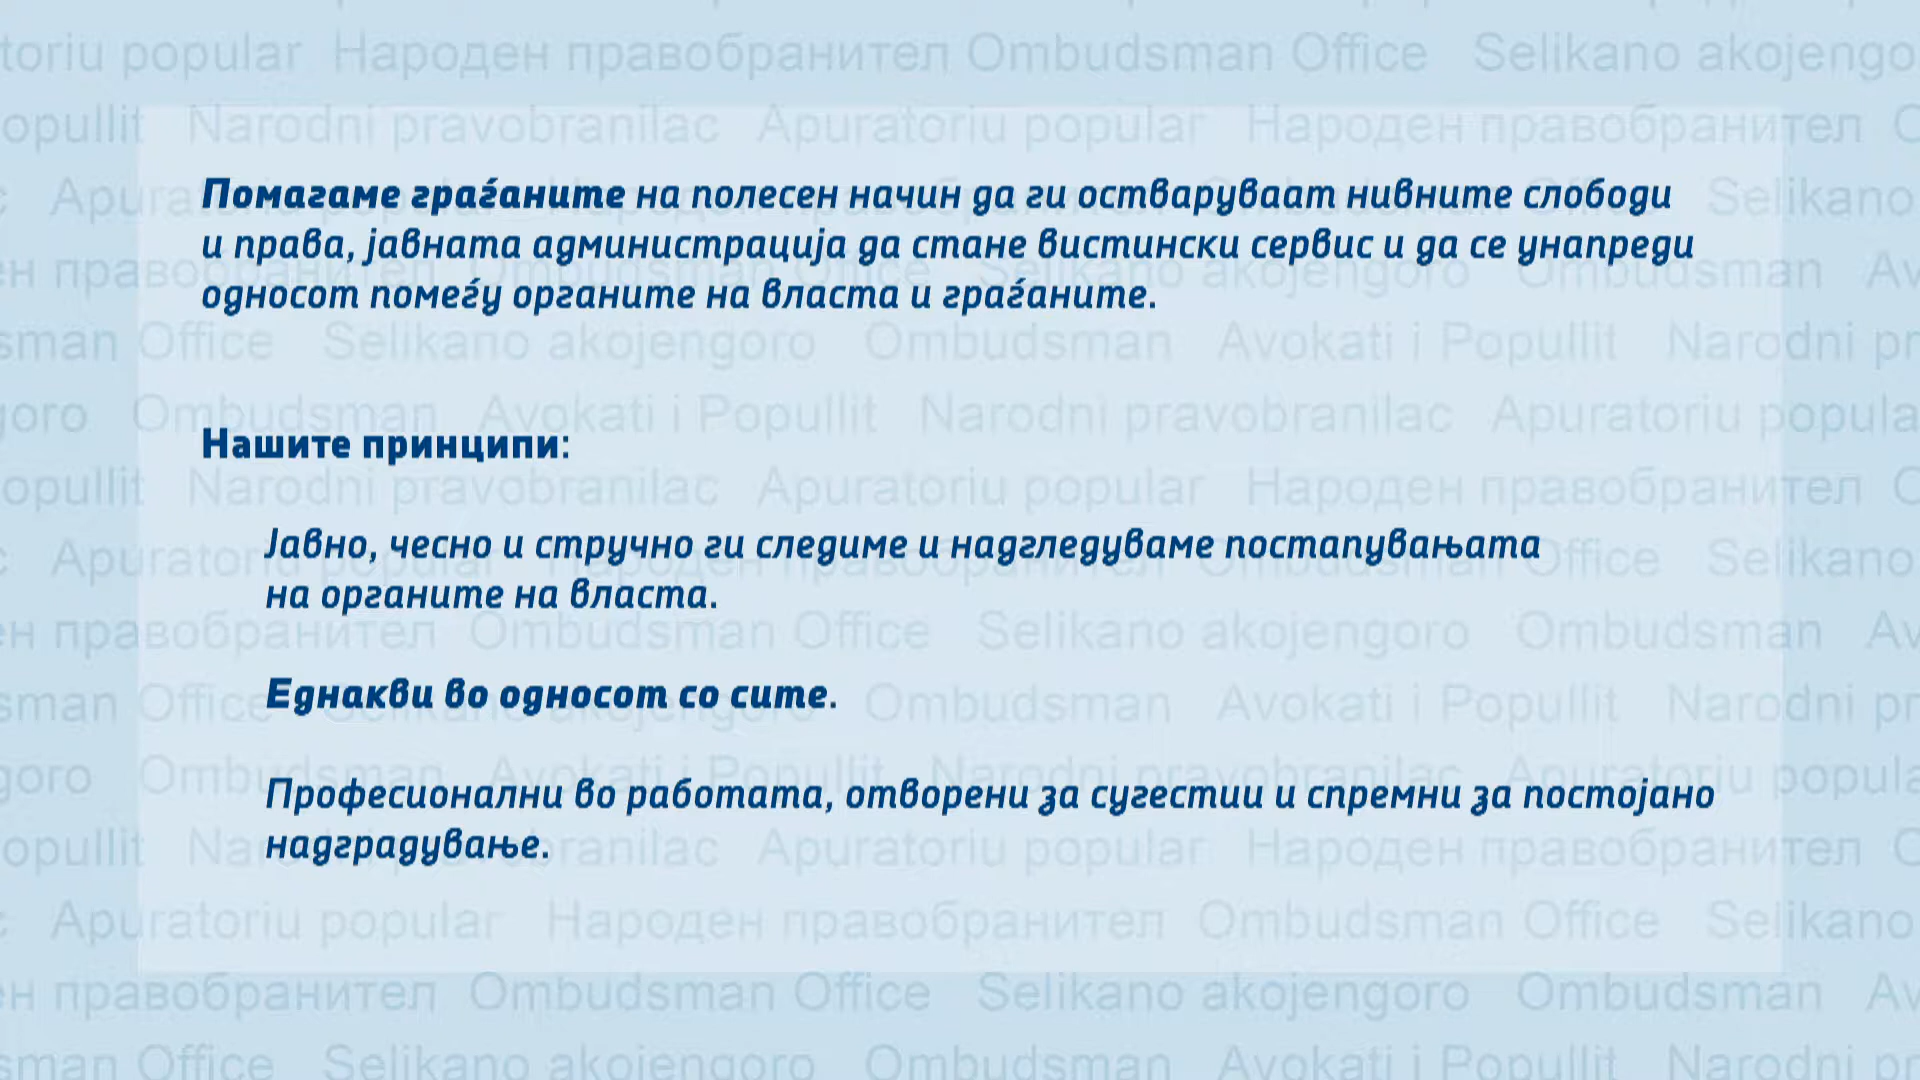 toriu popular Народен правобранител Ombudsman Office Selikano akojengo
opullit Narodni pravobranilac Apuratoriu popular Народен правобранител
Помагаме граѓаните на полесен начин да ги остваруваат нивните слободи
и права, јавната администрација да стане вистински сервис и да се унапреди
односот помеѓу органите на власта и граѓаните.
sman Office Selikano akojengoro Ombudsman Avokati i Popullit Narodni pr
goro Ombudsman Avokati i Popullit Narodni pravobranilac Apuratoriu popula
Нашите принципи:
opullit Narodni pravobranilac Apuratoriu popular Народен правобранител
Јавно, чесно и стручно ги следиме и надгледуваме постапувањата
на органите на власта.
ен правобранител Ombudsman Office Selikano akojengoro Ombudsman Av
Еднакви во односот со сите.
Професионални во работата, отворени за сугестии и спремни за постојано
надградување.
Apuratoriu popular Народен правобранител Ombudsman Office Selikano
ен правобранител Ombudsman Office Selikano akojengoro Ombudsman Av
sman Office Selikano akojengoro Ombudsman Avokati i Popullit Narodni pr